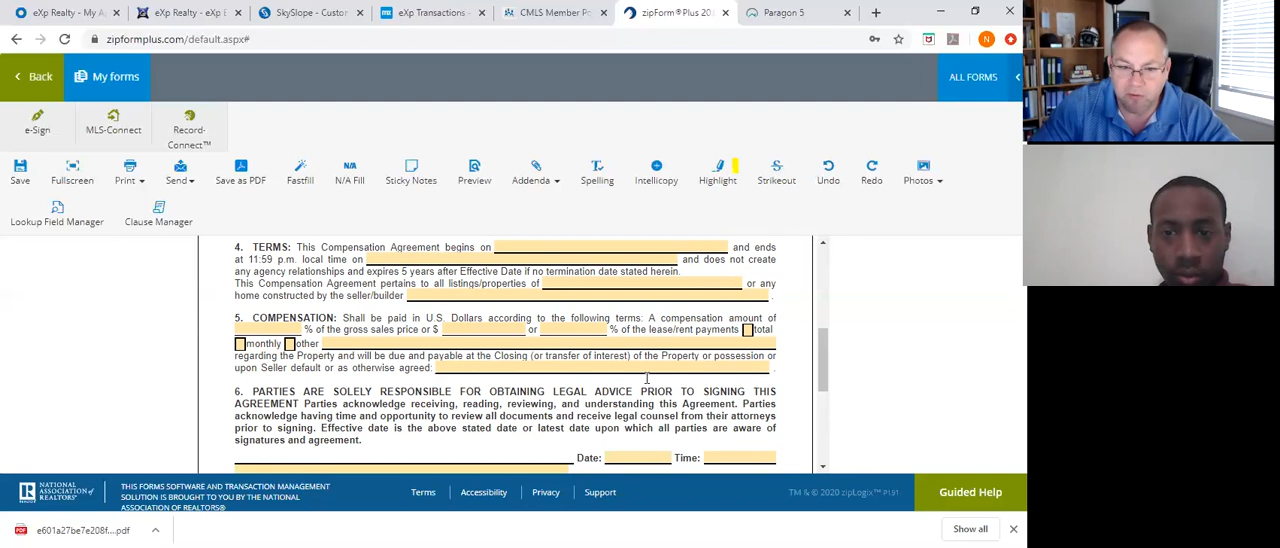 eXp Realty - My A
eXp Realty - eXp E
SkySlope - Custom
eXp Transactions -
CMLS Member Po
zipForm®Plus 202
Paragon 5
zipformplus.com/default.aspx#
N
Back
My forms
ALL FORMS
e-Sign
MLS-Connect
Record-
Connect™
N/A
Save
Fullscreen
Print
Send
Save as PDF
Fastfill
N/A Fill
Sticky Notes
Preview
Addenda
Spelling
Intellicopy
Highlight
Strikeout
Undo
Redo
Photos
Lookup Field Manager
Clause Manager
4. TERMS: This Compensation Agreement begins on and ends
at 11:59 p.m. local time on and does not create
any agency relationships and expires 5 years after Effective Date if no termination date stated herein.
This Compensation Agreement pertains to all listings/properties of or any
home constructed by the seller/builder .
5. COMPENSATION: Shall be paid in U.S. Dollars according to the following terms: A compensation amount of
% of the gross sales price or $ or % of the lease/rent payments total
monthly other
regarding the Property and will be due and payable at the Closing (or transfer of interest) of the Property or possession or
upon Seller default or as otherwise agreed: .
6. PARTIES ARE SOLELY RESPONSIBLE FOR OBTAINING LEGAL ADVICE PRIOR TO SIGNING THIS
AGREEMENT Parties acknowledge receiving, reading, reviewing, and understanding this Agreement. Parties
acknowledge having time and opportunity to review all documents and receive legal counsel from their attorneys
prior to signing. Effective date is the above stated date or latest date upon which all parties are aware of
signatures and agreement.
Date: Time:
R
REALTOR®
NATIONAL
ASSOCIATION of
REALTORS®
THIS FORMS SOFTWARE AND TRANSACTION MANAGEMENT
SOLUTION IS BROUGHT TO YOU BY THE NATIONAL
ASSOCIATION OF REALTORS®
Terms
Accessibility
Privacy
Support
TM & © 2020 zipLogix™ P1.91
Guided Help
e601a27be7e208f....pdf
Show all